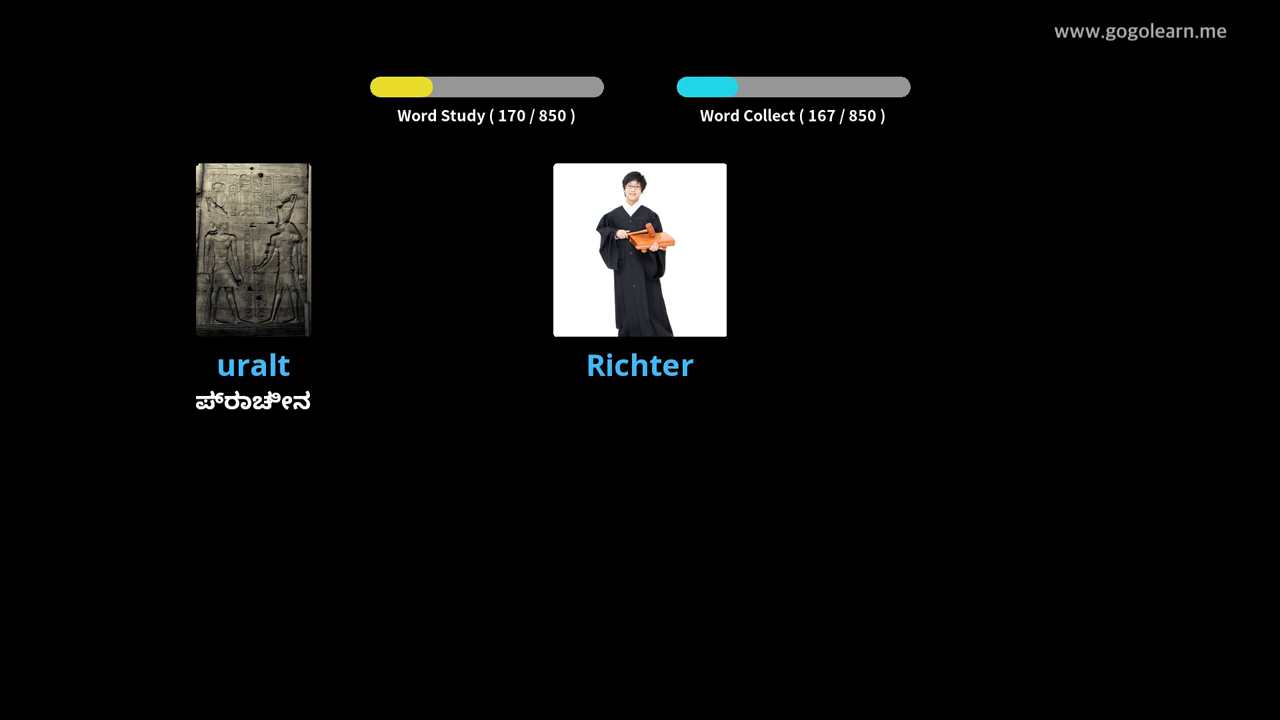 www.gogolearn.me
Word Study ( 170 / 850 )
Word Collect ( 167 / 850 )
uralt
ಪ್ರಾಚೀನ
Richter